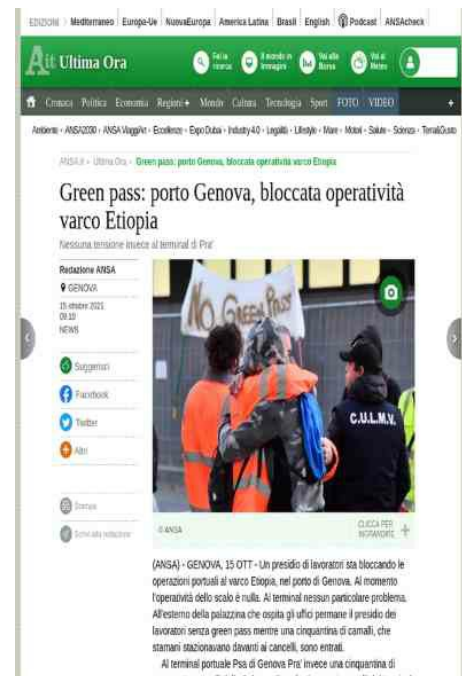 EDIZIONI Mediterraneo Europa-Ue NuovaEuropa America Latina Brasil English Podcast ANSAcheck
Ait Ultima Ora Fai la ricerca Il mondo in Immagini Vai alla Borsa Vai al Meteo
Cronaca Politica Economia Regioni + Mondo Cultura Tecnologia Sport FOTO VIDEO +
Ambiente • ANSA2030 • ANSA ViaggiArt • Eccellenze • Expo Dubai • Industry 4.0 • Legalità • Lifestyle • Mare • Motori • Salute • Scienza • Terra&Gusto
ANSA.it Ultima Ora Green pass: porto Genova, bloccata operatività varco Etiopia
Green pass: porto Genova, bloccata operatività
varco Etiopia
Nessuna tensione invece al terminal di Pra'
Redazione ANSA
GENOVA
15 ottobre 2021
09:10
NEWS
NO GREEN PASS
C.U.L.M.V.
Suggerisci
Facebook
Twitter
Altri
Stampa
Scrivi alla redazione
© ANSA
CLICCA PER
INGRANDIRE +
(ANSA) - GENOVA, 15 OTT - Un presidio di lavoratori sta bloccando le
operazioni portuali al varco Etiopia, nel porto di Genova. Al momento
l'operatività dello scalo è nulla. Al terminal nessun particolare problema.
All'esterno della palazzina che ospita gli uffici permane il presidio dei
lavoratori senza green pass mentre una cinquantina di camalli, che
stamani stazionavano davanti ai cancelli, sono entrati.
Al terminal portuale Psa di Genova Pra' invece una cinquantina di